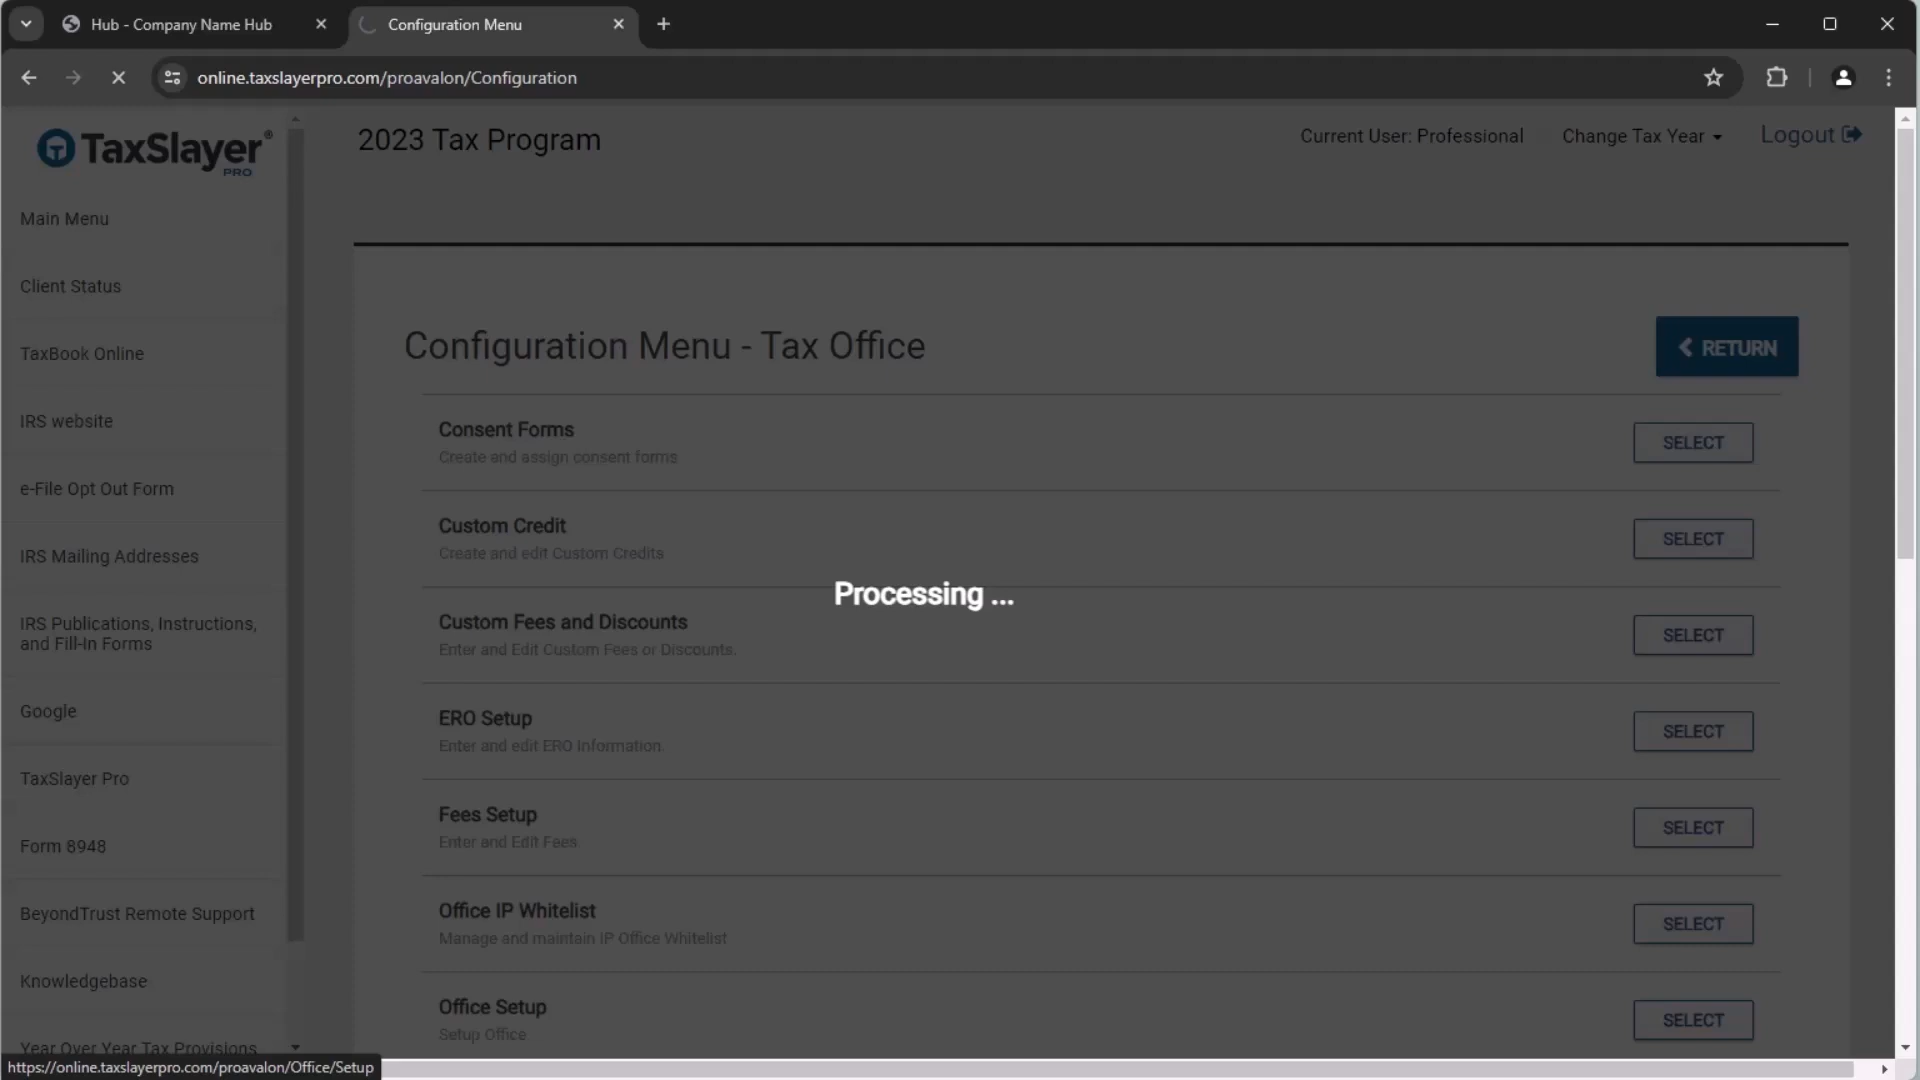 Hub - Company Name Hub
Configuration Menu
online.taxslayerpro.com/proavalon/Configuration
TaxSlayer®
PRO
2023 Tax Program
Current User: Professional
Change Tax Year
Logout
Main Menu
Client Status
TaxBook Online
IRS website
e-File Opt Out Form
IRS Mailing Addresses
IRS Publications, Instructions,
and Fill-In Forms
Google
TaxSlayer Pro
Form 8948
BeyondTrust Remote Support
Knowledgebase
Year Over Year Tax Provisions
Configuration Menu - Tax Office
RETURN
Consent Forms
Create and assign consent forms
SELECT
Custom Credit
Create and edit Custom Credits
SELECT
Processing ...
Custom Fees and Discounts
Enter and Edit Custom Fees or Discounts.
SELECT
ERO Setup
Enter and edit ERO Information.
SELECT
Fees Setup
Enter and Edit Fees.
SELECT
Office IP Whitelist
Manage and maintain IP Office Whitelist
SELECT
Office Setup
Setup Office
SELECT
https://online.taxslayerpro.com/proavalon/Office/Setup